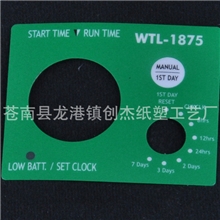 START TIME ▼ RUN TIME
WTL-1875
MANUAL
1ST DAY
1ST DAY
RESET
苍南县龙港镇创杰纸塑工艺厂
12hrs
24hrs
2 Days
3 Days
7 Days
LOW BATT. / SET CLOCK